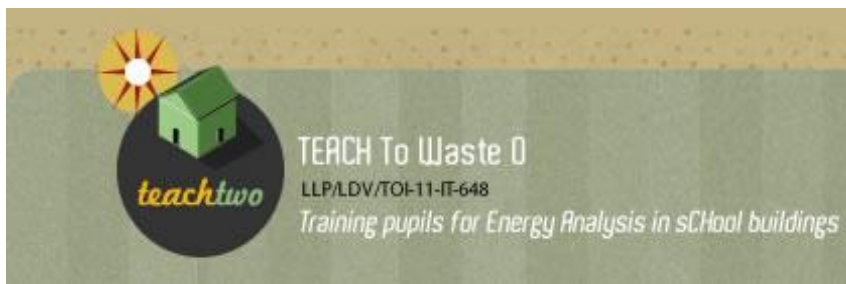 TEACH To Waste 0
LLP/LDV/TOI-11-IT-648
teachtwo
Training pupils for Energy Analysis in sCHool buildings